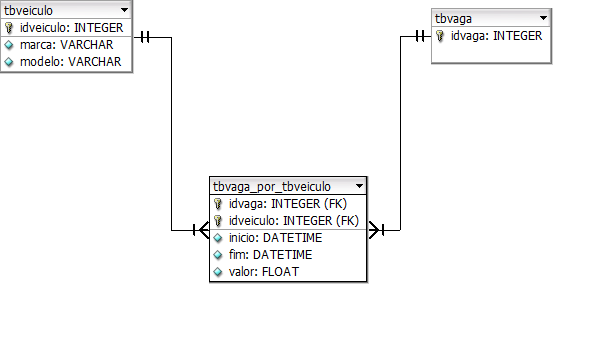 tbveiculo
idveiculo: INTEGER
marca: VARCHAR
modelo: VARCHAR
tbvaga
idvaga: INTEGER
tbvaga_por_tbveiculo
idvaga: INTEGER (FK)
idveiculo: INTEGER (FK)
inicio: DATETIME
fim: DATETIME
valor: FLOAT